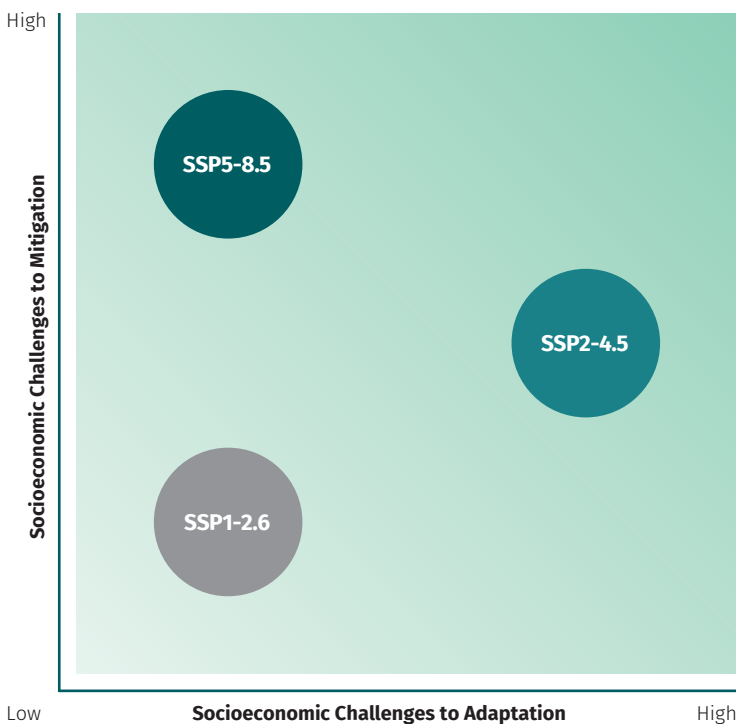 High
Socioeconomic Challenges to Mitigation
SSP5-8.5
SSP2-4.5
SSP1-2.6
Low
Socioeconomic Challenges to Adaptation
High